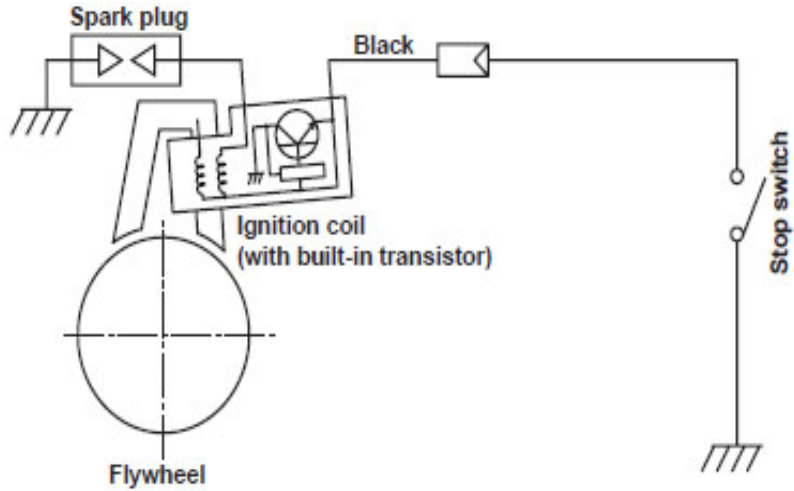 Spark plug
Black
Stop switch
Ignition coil
(with built-in transistor)
Flywheel